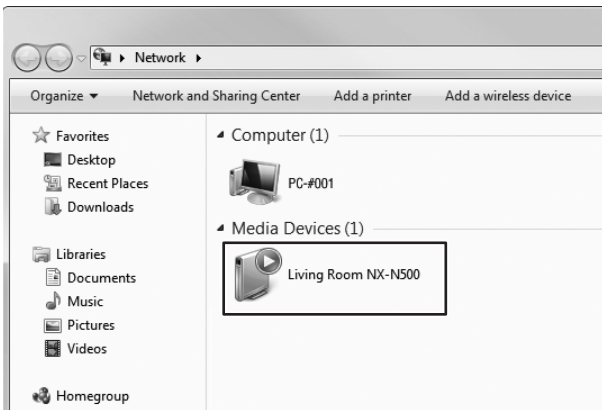 Network
Organize Network and Sharing Center Add a printer Add a wireless device
Favorites
Desktop
Recent Places
Downloads
Libraries
Documents
Music
Pictures
Videos
Homegroup
Computer (1)
PC-#001
Media Devices (1)
Living Room NX-N500